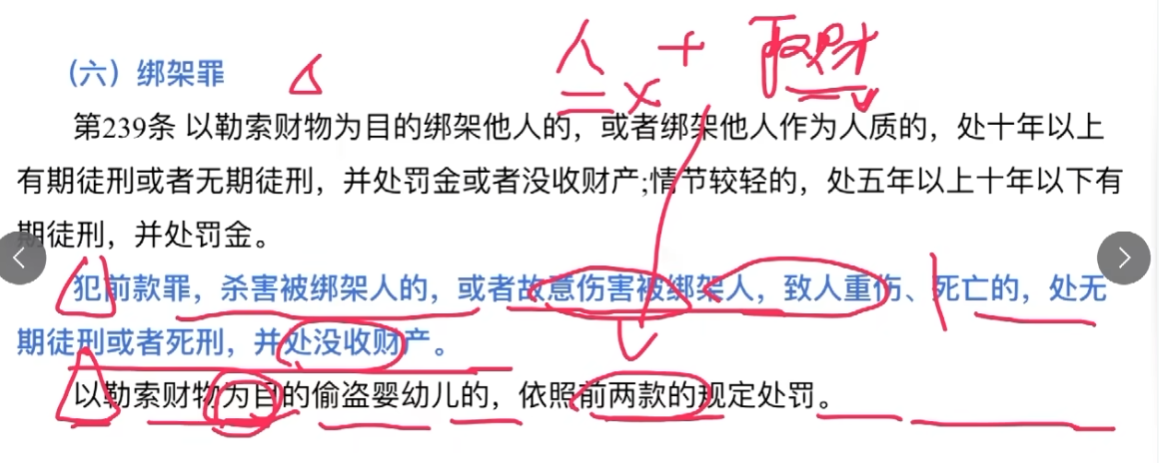 人 + 取财
（六）绑架罪
第239条 以勒索财物为目的绑架他人的，或者绑架他人作为人质的，处十年以上
有期徒刑或者无期徒刑，并处罚金或者没收财产;情节较轻的，处五年以上十年以下有
期徒刑，并处罚金。
犯前款罪，杀害被绑架人的，或者故意伤害被绑架人，致人重伤、死亡的，处无
期徒刑或者死刑，并处没收财产。
以勒索财物为目的偷盗婴幼儿的，依照前两款的规定处罚。